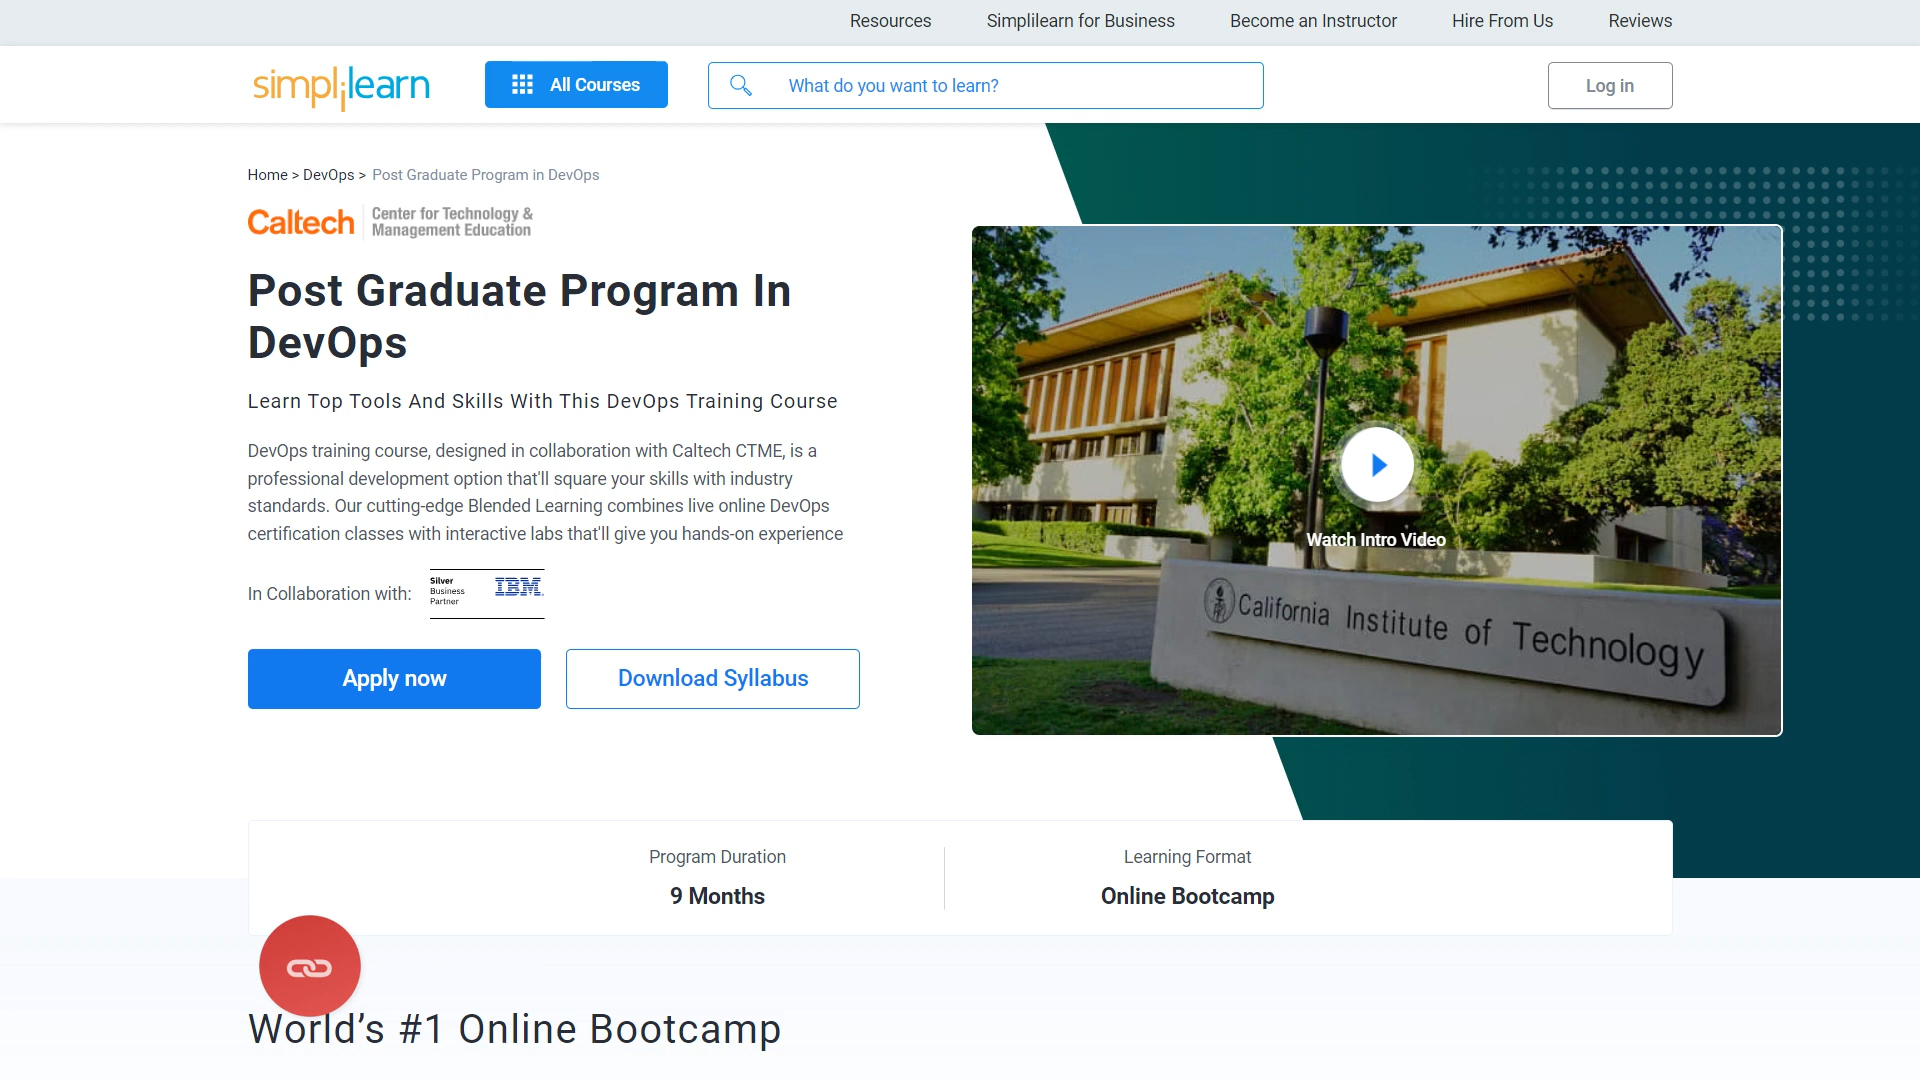 Resources Simplilearn for Business Become an Instructor Hire From Us Reviews
simplilearn All Courses What do you want to learn? Log in
Home > DevOps > Post Graduate Program in DevOps
Caltech Center for Technology &
Management Education
Post Graduate Program In
DevOps
Learn Top Tools And Skills With This DevOps Training Course
DevOps training course, designed in collaboration with Caltech CTME, is a
professional development option that'll square your skills with industry
standards. Our cutting-edge Blended Learning combines live online DevOps
certification classes with interactive labs that'll give you hands-on experience
In Collaboration with:
Silver
Business
Partner
IBM
Apply now Download Syllabus
Watch Intro Video
California Institute of Technology
Program Duration
9 Months
Learning Format
Online Bootcamp
World’s #1 Online Bootcamp